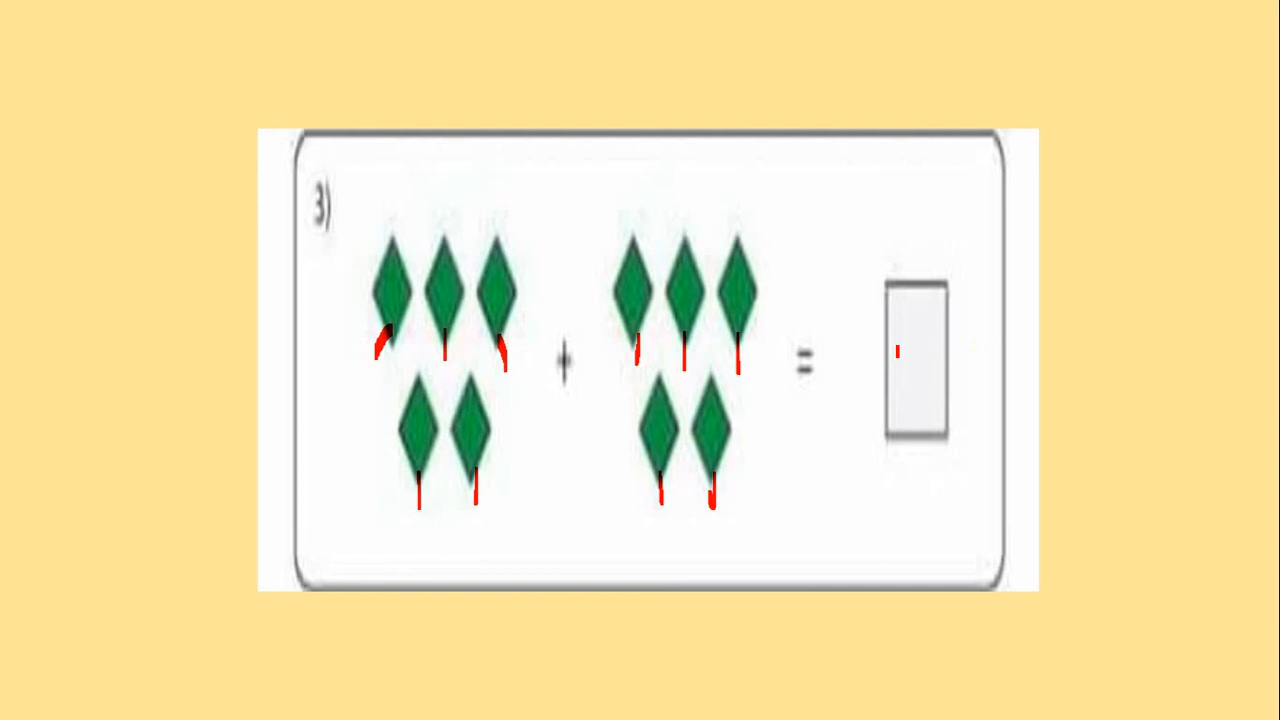 3)
+ =